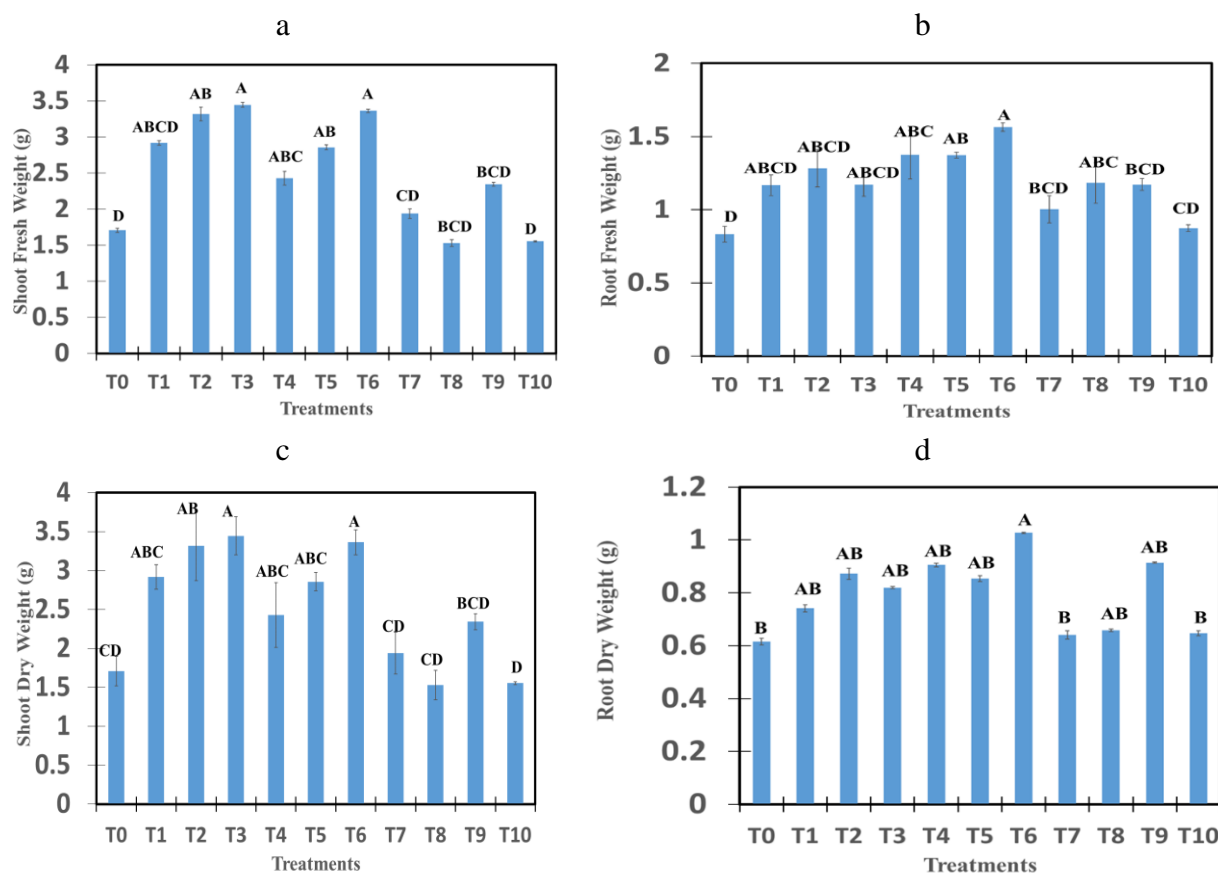 a
4
3.5
3
2.5
2
1.5
1
0.5
0
Shoot Fresh Weight (g)
D
ABCD
AB
A
ABC
AB
A
CD
BCD
BCD
D
T0 T1 T2 T3 T4 T5 T6 T7 T8 T9 T10
Treatments
b
2
1.5
1
0.5
0
Root Fresh Weight (g)
D
ABCD
ABCD
ABCD
ABC
AB
A
BCD
ABC
BCD
CD
T0 T1 T2 T3 T4 T5 T6 T7 T8 T9 T10
Treatments
c
4
3.5
3
2.5
2
1.5
1
0.5
0
Shoot Dry Weight (g)
CD
ABC
AB
A
ABC
ABC
A
CD
CD
BCD
D
T0 T1 T2 T3 T4 T5 T6 T7 T8 T9 T10
Treatments
d
1.2
1
0.8
0.6
0.4
0.2
0
Root Dry Weight (g)
B
AB
AB
AB
AB
AB
A
B
AB
AB
B
T0 T1 T2 T3 T4 T5 T6 T7 T8 T9 T10
Treatments